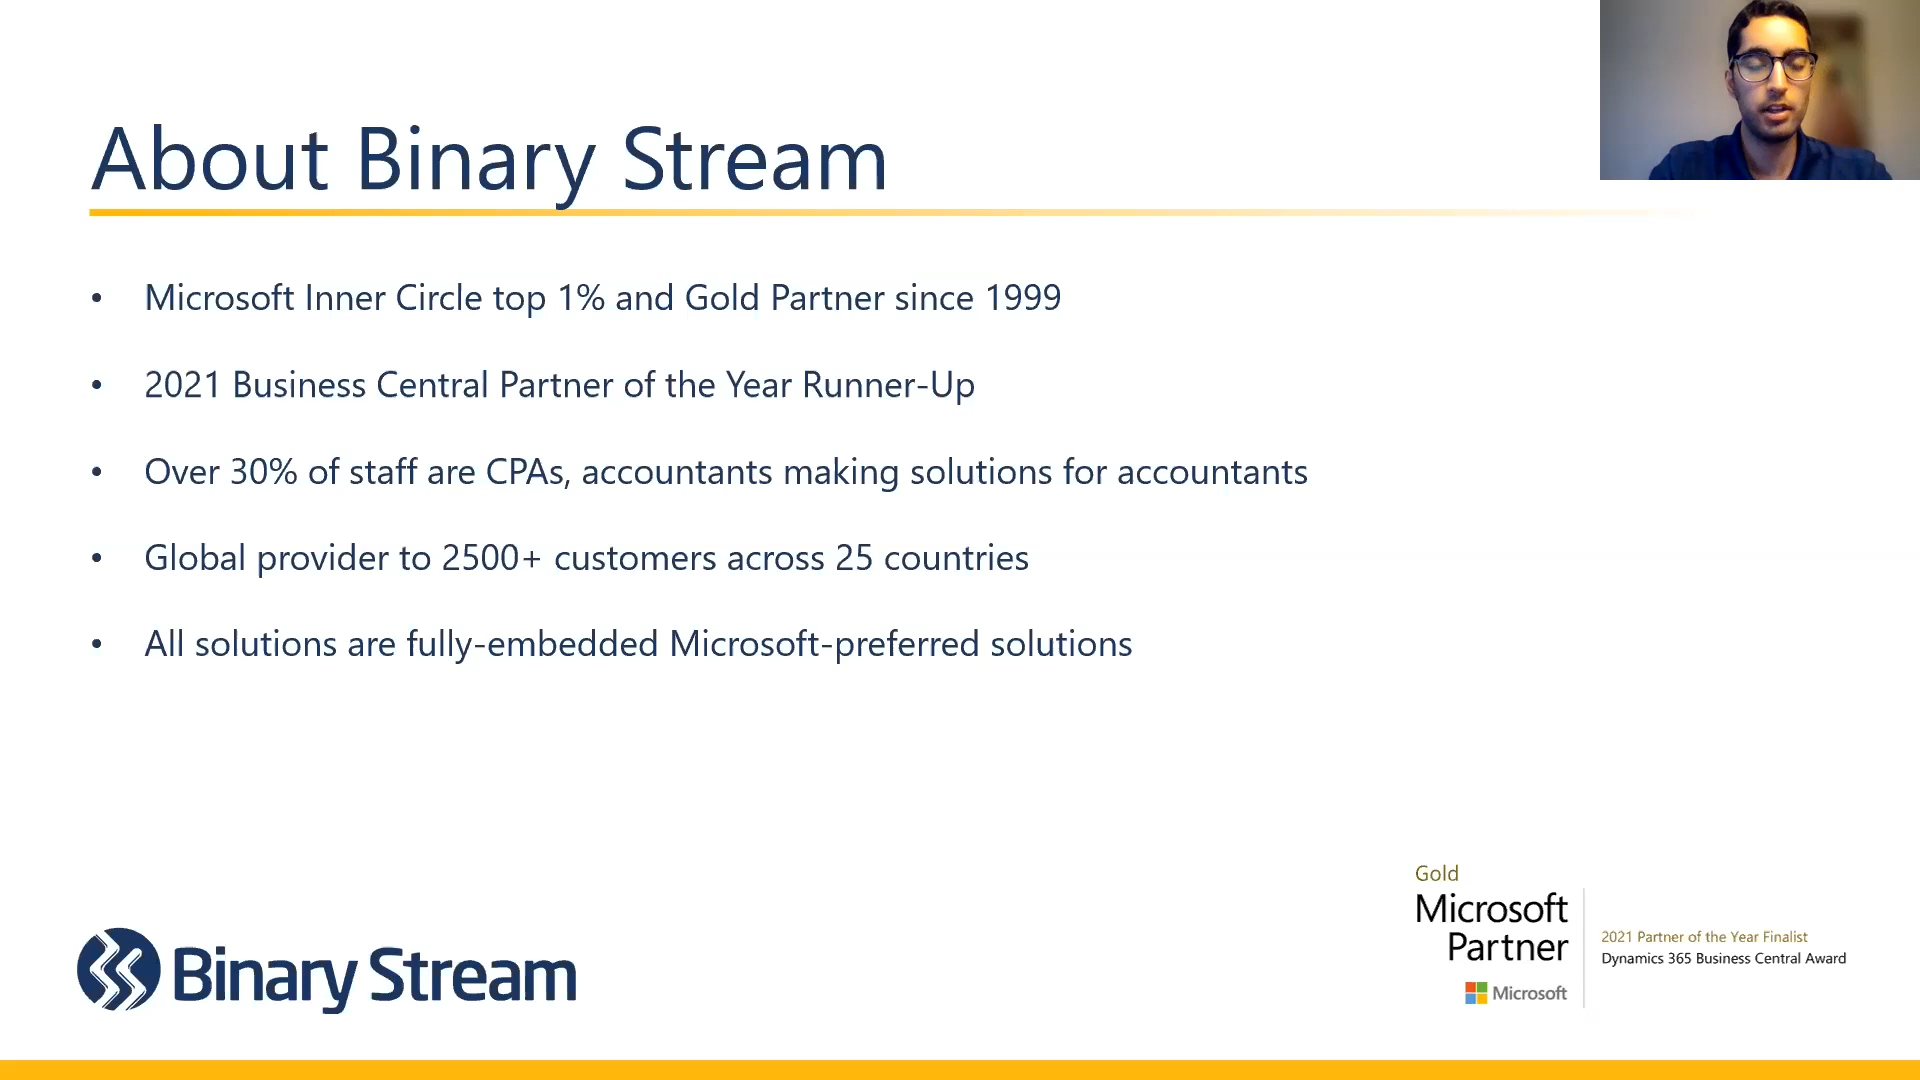 About Binary Stream
• Microsoft Inner Circle top 1% and Gold Partner since 1999
• 2021 Business Central Partner of the Year Runner-Up
• Over 30% of staff are CPAs, accountants making solutions for accountants
• Global provider to 2500+ customers across 25 countries
• All solutions are fully-embedded Microsoft-preferred solutions
Binary Stream
Gold
Microsoft
Partner
Microsoft
2021 Partner of the Year Finalist
Dynamics 365 Business Central Award